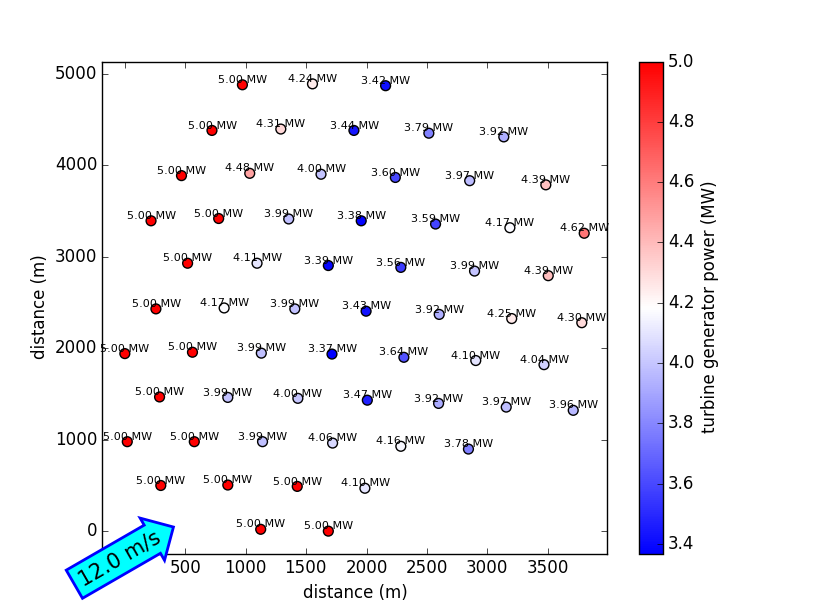 5.00 MW 4.24 MW 3.42 MW
5.00 MW 4.31 MW 3.44 MW 3.79 MW 3.92 MW
5.00 MW 4.48 MW 4.00 MW 3.60 MW 3.97 MW 4.39 MW
5.00 MW 5.00 MW 3.99 MW 3.38 MW 3.59 MW 4.17 MW 4.62 MW
5.00 MW 4.11 MW 3.39 MW 3.56 MW 3.99 MW 4.39 MW
5.00 MW 4.17 MW 3.99 MW 3.43 MW 3.92 MW 4.25 MW 4.30 MW
5.00 MW 5.00 MW 3.99 MW 3.37 MW 3.64 MW 4.10 MW 4.04 MW
5.00 MW 3.99 MW 4.00 MW 3.47 MW 3.92 MW 3.97 MW 3.96 MW
5.00 MW 5.00 MW 3.99 MW 4.06 MW 4.16 MW 3.78 MW
5.00 MW 5.00 MW 5.00 MW 4.10 MW
5.00 MW 5.00 MW
12.0 m/s
5000
4000
3000
2000
1000
0
distance (m)
500 1000 1500 2000 2500 3000 3500
distance (m)
5.0
4.8
4.6
4.4
4.2
4.0
3.8
3.6
3.4
turbine generator power (MW)